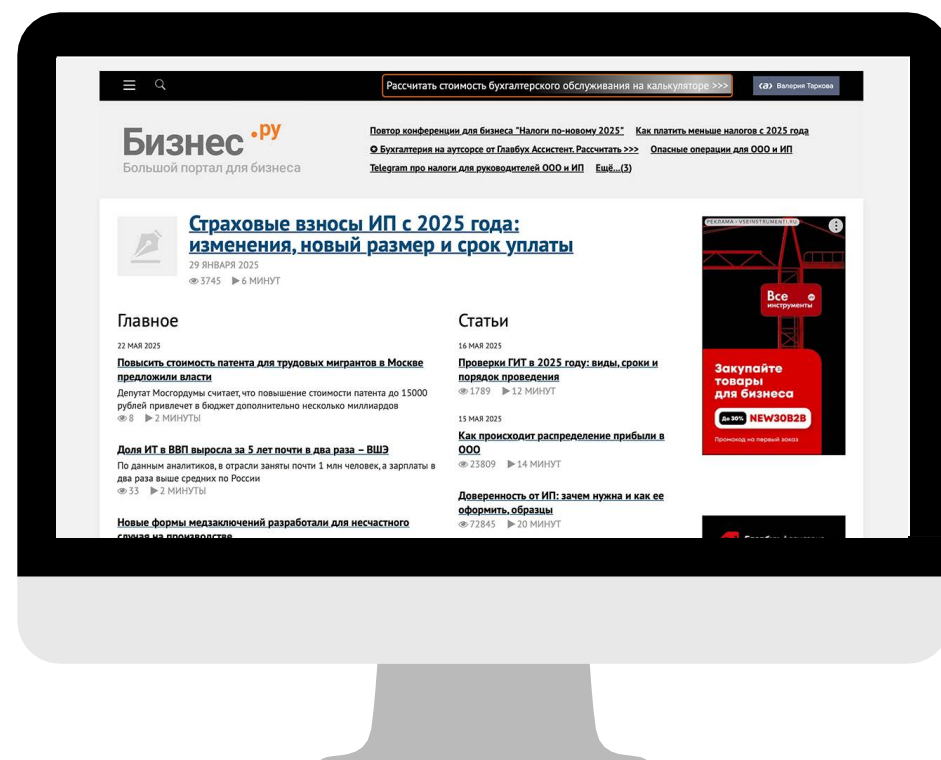 Рассчитать стоимость бухгалтерского обслуживания на калькуляторе >>>
Валерия Таркова
Бизнес.ру
Большой портал для бизнеса
Повтор конференции для бизнеса "Налоги по-новому 2025" Как платить меньше налогов с 2025 года
Бухгалтерия на аутсорсе от Главбух Ассистент. Рассчитать >>> Опасные операции для ООО и ИП
Telegram про налоги для руководителей ООО и ИП Ещё...(3)
Страховые взносы ИП с 2025 года:
изменения, новый размер и срок уплаты
29 ЯНВАРЯ 2025
3745 6 МИНУТ
Главное
22 МАЯ 2025
Повысить стоимость патента для трудовых мигрантов в Москве
предложили власти
Депутат Мосгордумы считает, что повышение стоимости патента до 15000
рублей привлечет в бюджет дополнительно несколько миллиардов
8 2 МИНУТЫ
Доля ИТ в ВВП выросла за 5 лет почти в два раза – ВШЭ
По данным аналитиков, в отрасли заняты почти 1 млн человек, а зарплаты в
два раза выше средних по России
33 2 МИНУТЫ
Новые формы медзаключений разработали для несчастного
случая на производстве
Статьи
16 МАЯ 2025
Проверки ГИТ в 2025 году: виды, сроки и
порядок проведения
1789 12 МИНУТ
15 МАЯ 2025
Как происходит распределение прибыли в
ООО
23809 14 МИНУТ
Доверенность от ИП: зачем нужна и как ее
оформить, образцы
72845 20 МИНУТ
РЕКЛАМА • VSEINSTRUMENTI.RU
Все
инструменты
Закупайте
товары
для бизнеса
До 30% NEW30B2B
Промокод на первый заказ